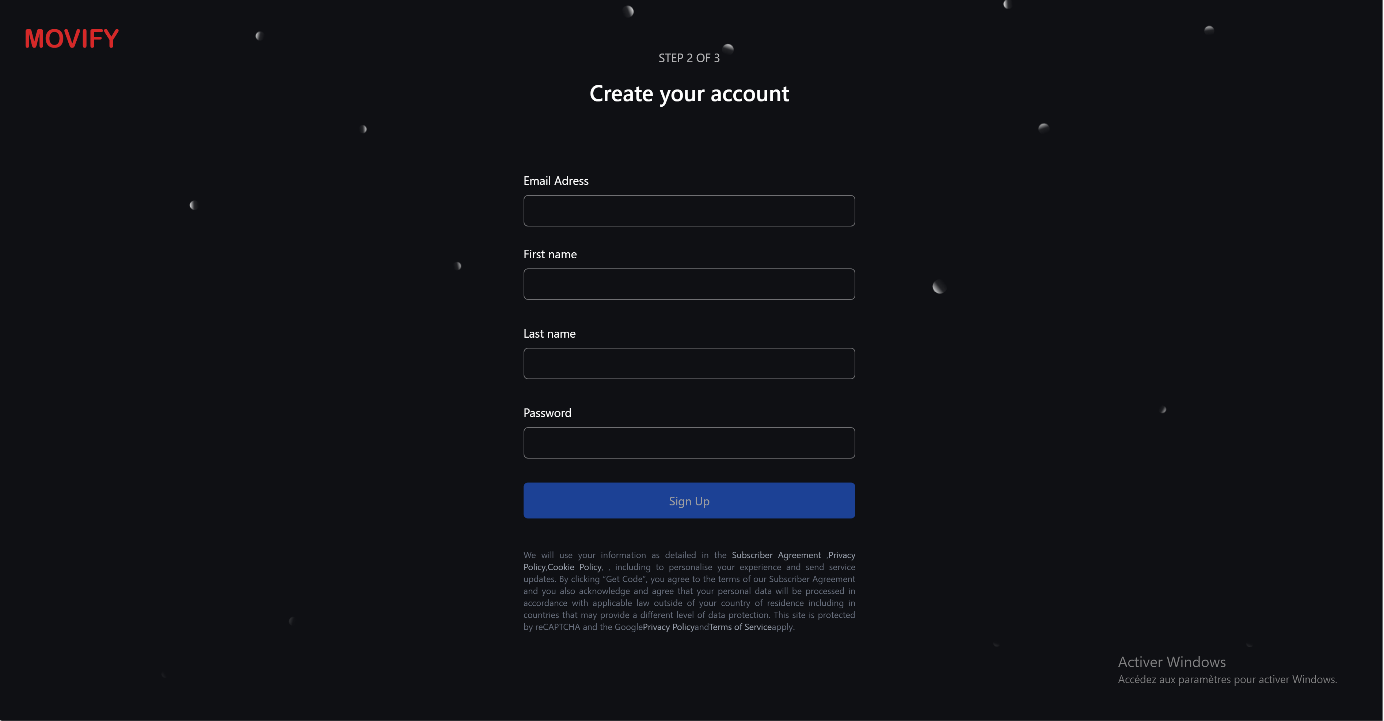 MOVIFY
STEP 2 OF 3
Create your account
Email Adress
First name
Last name
Password
Sign Up
We will use your information as detailed in the Subscriber Agreement ,Privacy
Policy,Cookie Policy, , including to personalise your experience and send service
updates. By clicking "Get Code", you agree to the terms of our Subscriber Agreement
and you also acknowledge and agree that your personal data will be processed in
accordance with applicable law outside of your country of residence including in
countries that may provide a different level of data protection. This site is protected
by reCAPTCHA and the GooglePrivacy PolicyandTerms of Serviceapply.
Activer Windows
Accédez aux paramètres pour activer Windows.